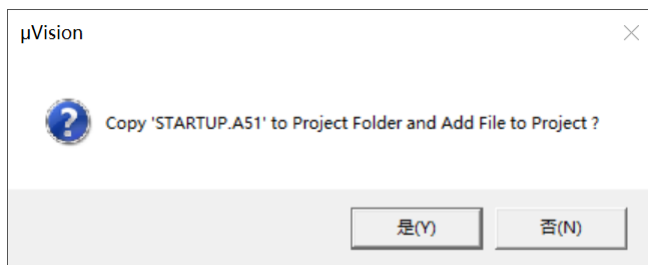 µVision
Copy 'STARTUP.A51' to Project Folder and Add File to Project ?
是(Y)
否(N)